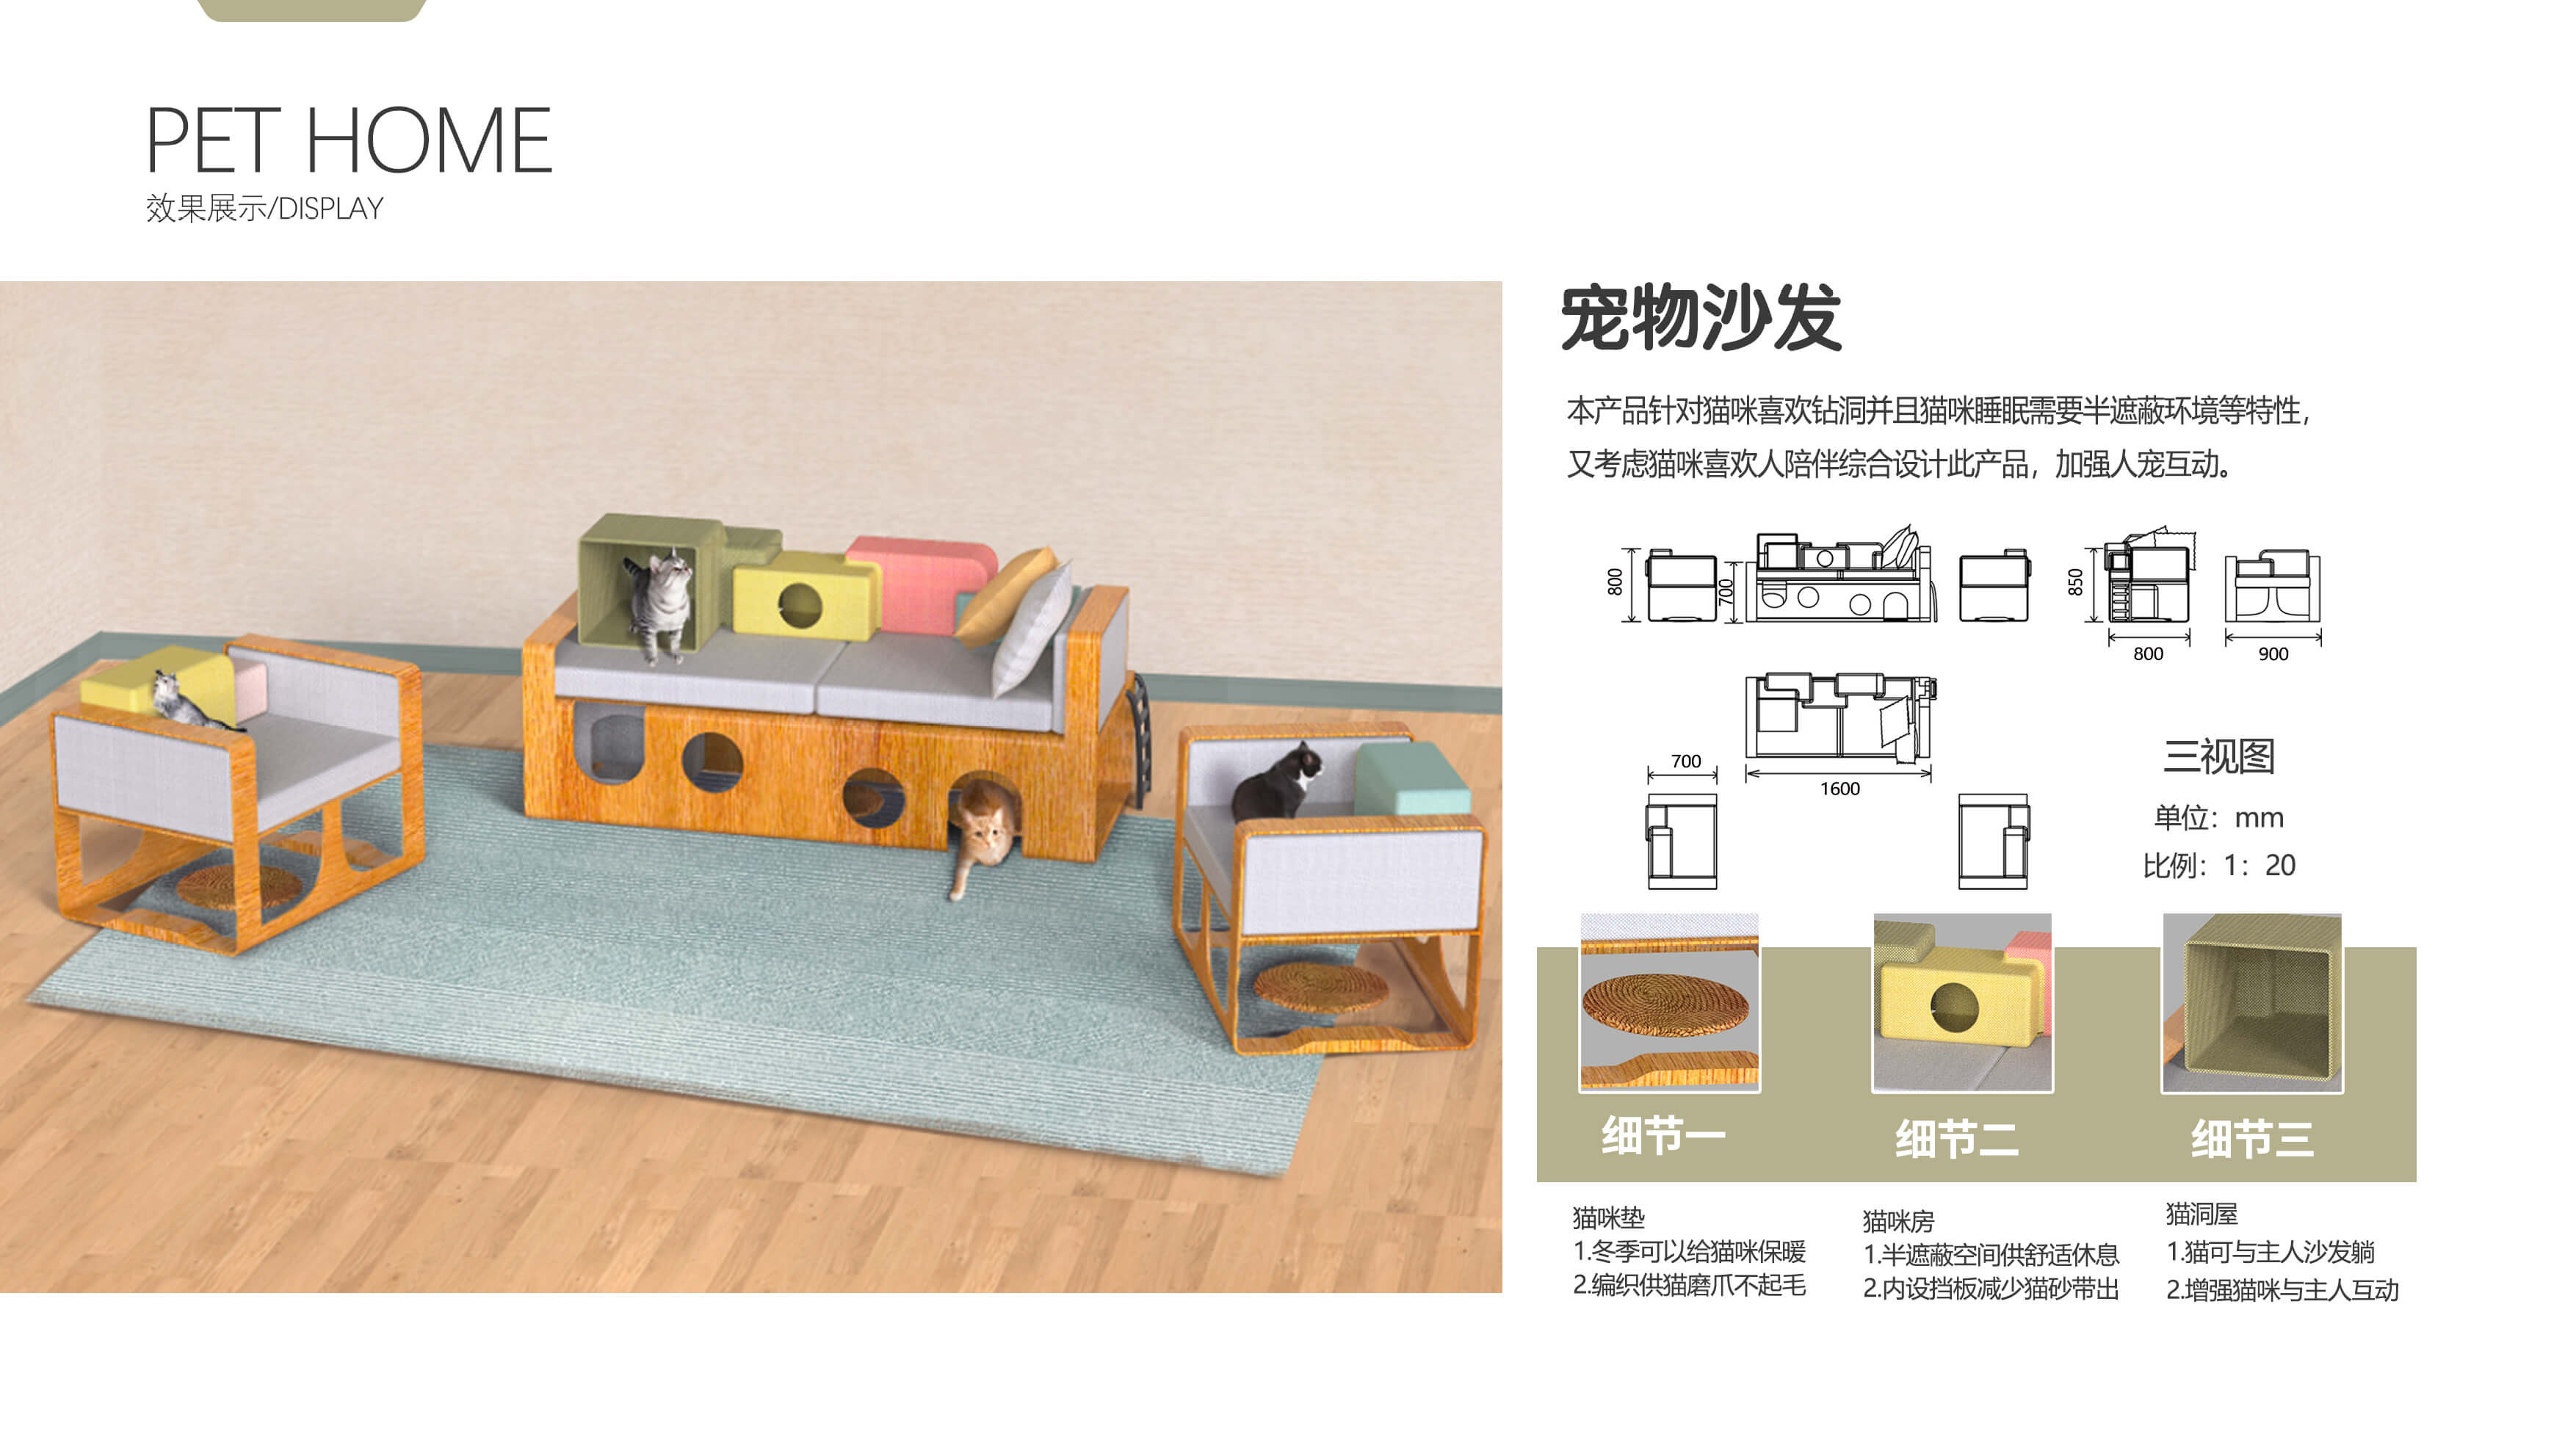 PET HOME
效果展示/DISPLAY
宠物沙发
本产品针对猫咪喜欢钻洞并且猫咪睡眠需要半遮蔽环境等特性，
又考虑猫咪喜欢人陪伴综合设计此产品，加强人宠互动。
800
700
850
800
900
700
1600
三视图
单位：mm
比例：1：20
细节一
细节二
细节三
猫咪垫
1.冬季可以给猫咪保暖
2.编织供猫磨爪不起毛
猫咪房
1.半遮蔽空间供舒适休息
2.内设挡板减少猫砂带出
猫洞屋
1.猫可与主人沙发躺
2.增强猫咪与主人互动